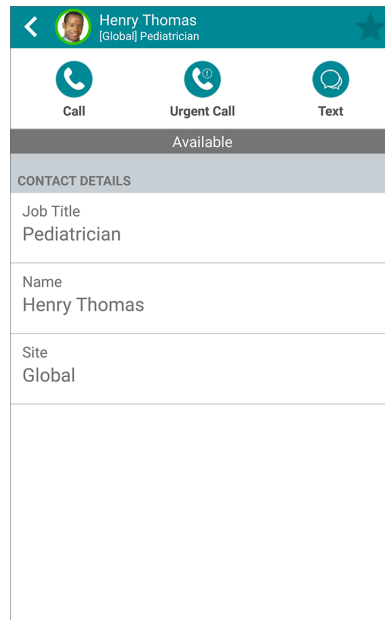 Henry Thomas
[Global] Pediatrician
Call
Urgent Call
Text
Available
CONTACT DETAILS
Job Title
Pediatrician
Name
Henry Thomas
Site
Global